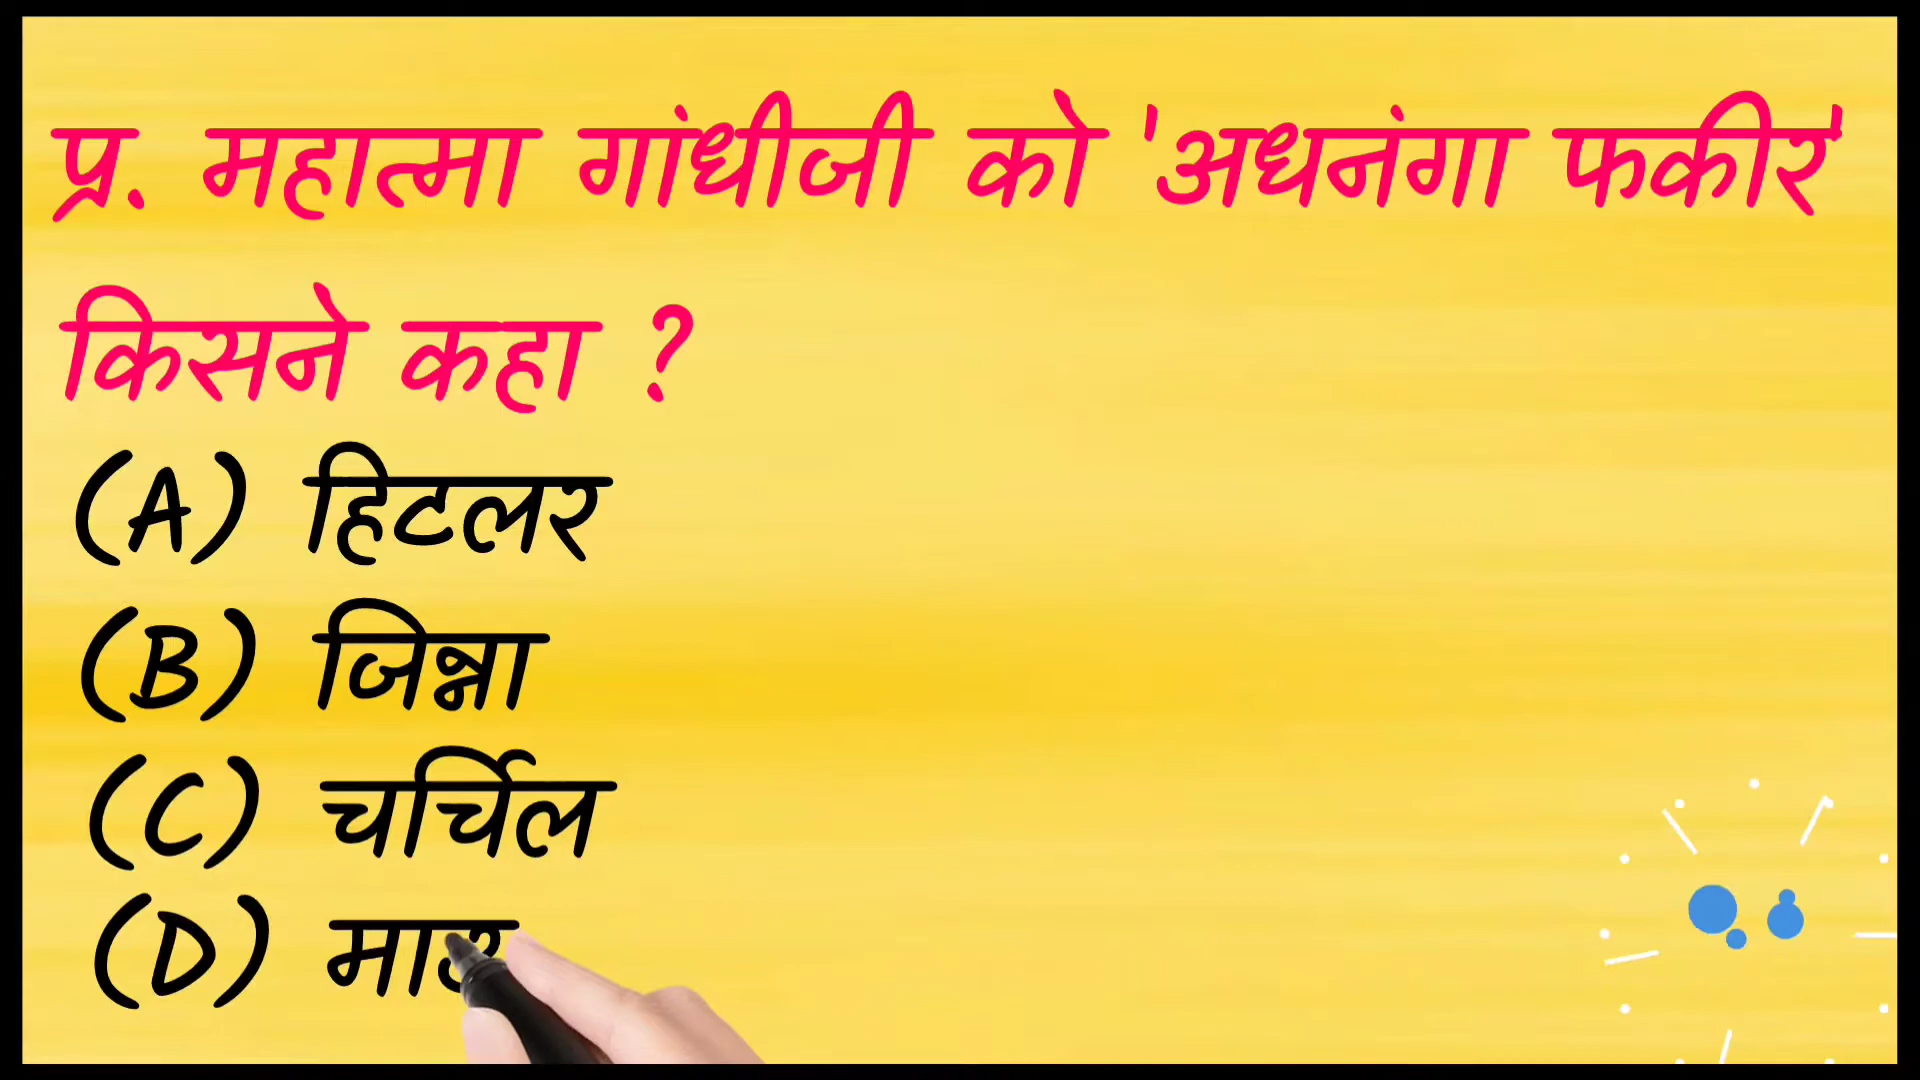 प्र. महात्मा गांधीजी को 'अधनंगा फकीर'
किसने कहा ?
(A) हिटलर
(B) जिन्ना
(C) चर्चिल
(D)